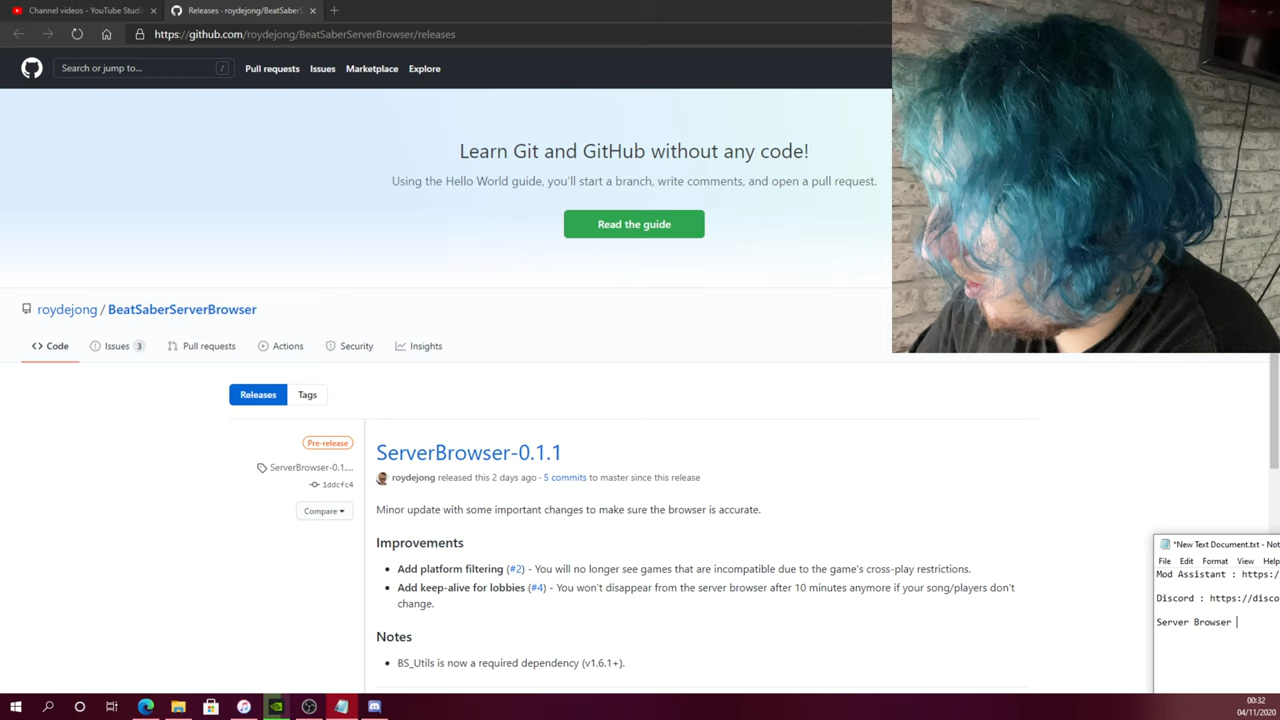 Channel videos - YouTube Studi
Releases - roydejong/BeatSaberS
https://github.com/roydejong/BeatSaberServerBrowser/releases
Search or jump to...
/
Pull requests
Issues
Marketplace
Explore
Learn Git and GitHub without any code!
Using the Hello World guide, you'll start a branch, write comments, and open a pull request.
Read the guide
roydejong / BeatSaberServerBrowser
Code
Issues 3
Pull requests
Actions
Security
Insights
Releases
Tags
Pre-release
ServerBrowser-0.1....
1ddcfc4
Compare
ServerBrowser-0.1.1
roydejong released this 2 days ago · 5 commits to master since this release
Minor update with some important changes to make sure the browser is accurate.
Improvements
Add platform filtering (#2) - You will no longer see games that are incompatible due to the game's cross-play restrictions.
Add keep-alive for lobbies (#4) - You won't disappear from the server browser after 10 minutes anymore if your song/players don't
change.
Notes
BS_Utils is now a required dependency (v1.6.1+).
*New Text Document.txt - Not
File Edit Format View Help
Mod Assistant : https:/
Discord : https://disco
Server Browser
00:32
04/11/2020